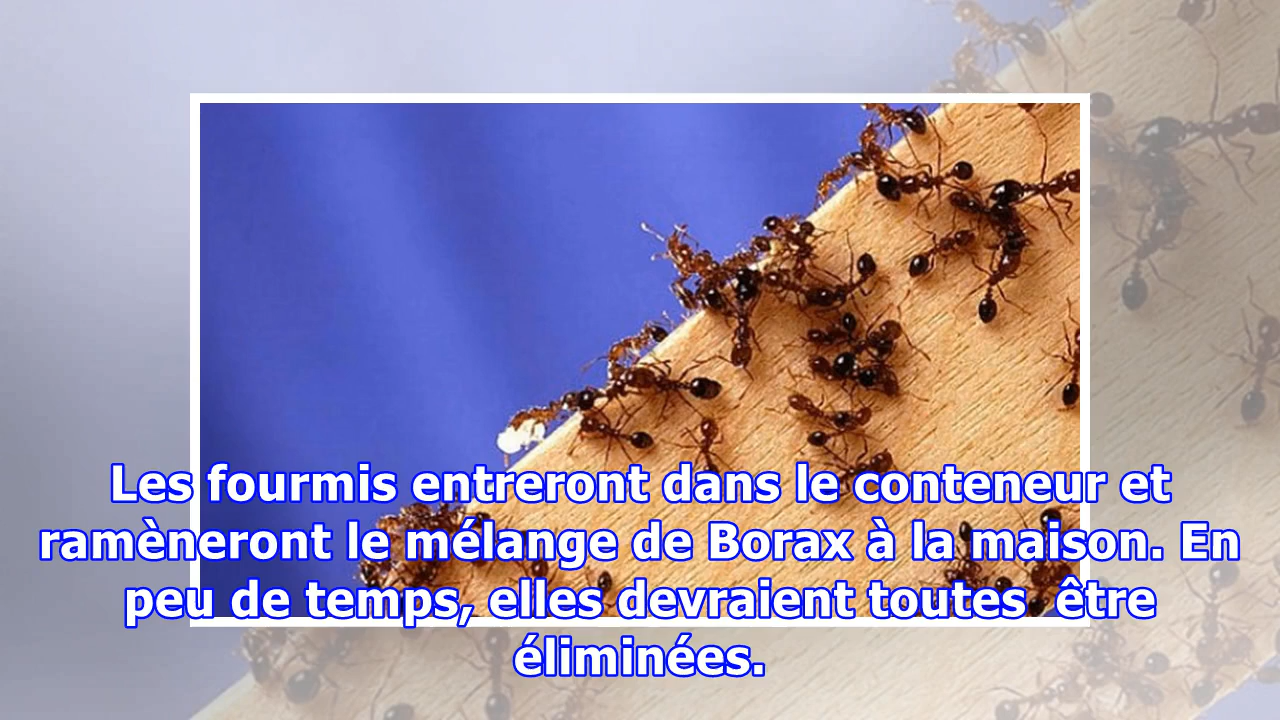 Les fourmis entreront dans le conteneur et
ramèneront le mélange de Borax à la maison. En
peu de temps, elles devraient toutes  être
éliminées.